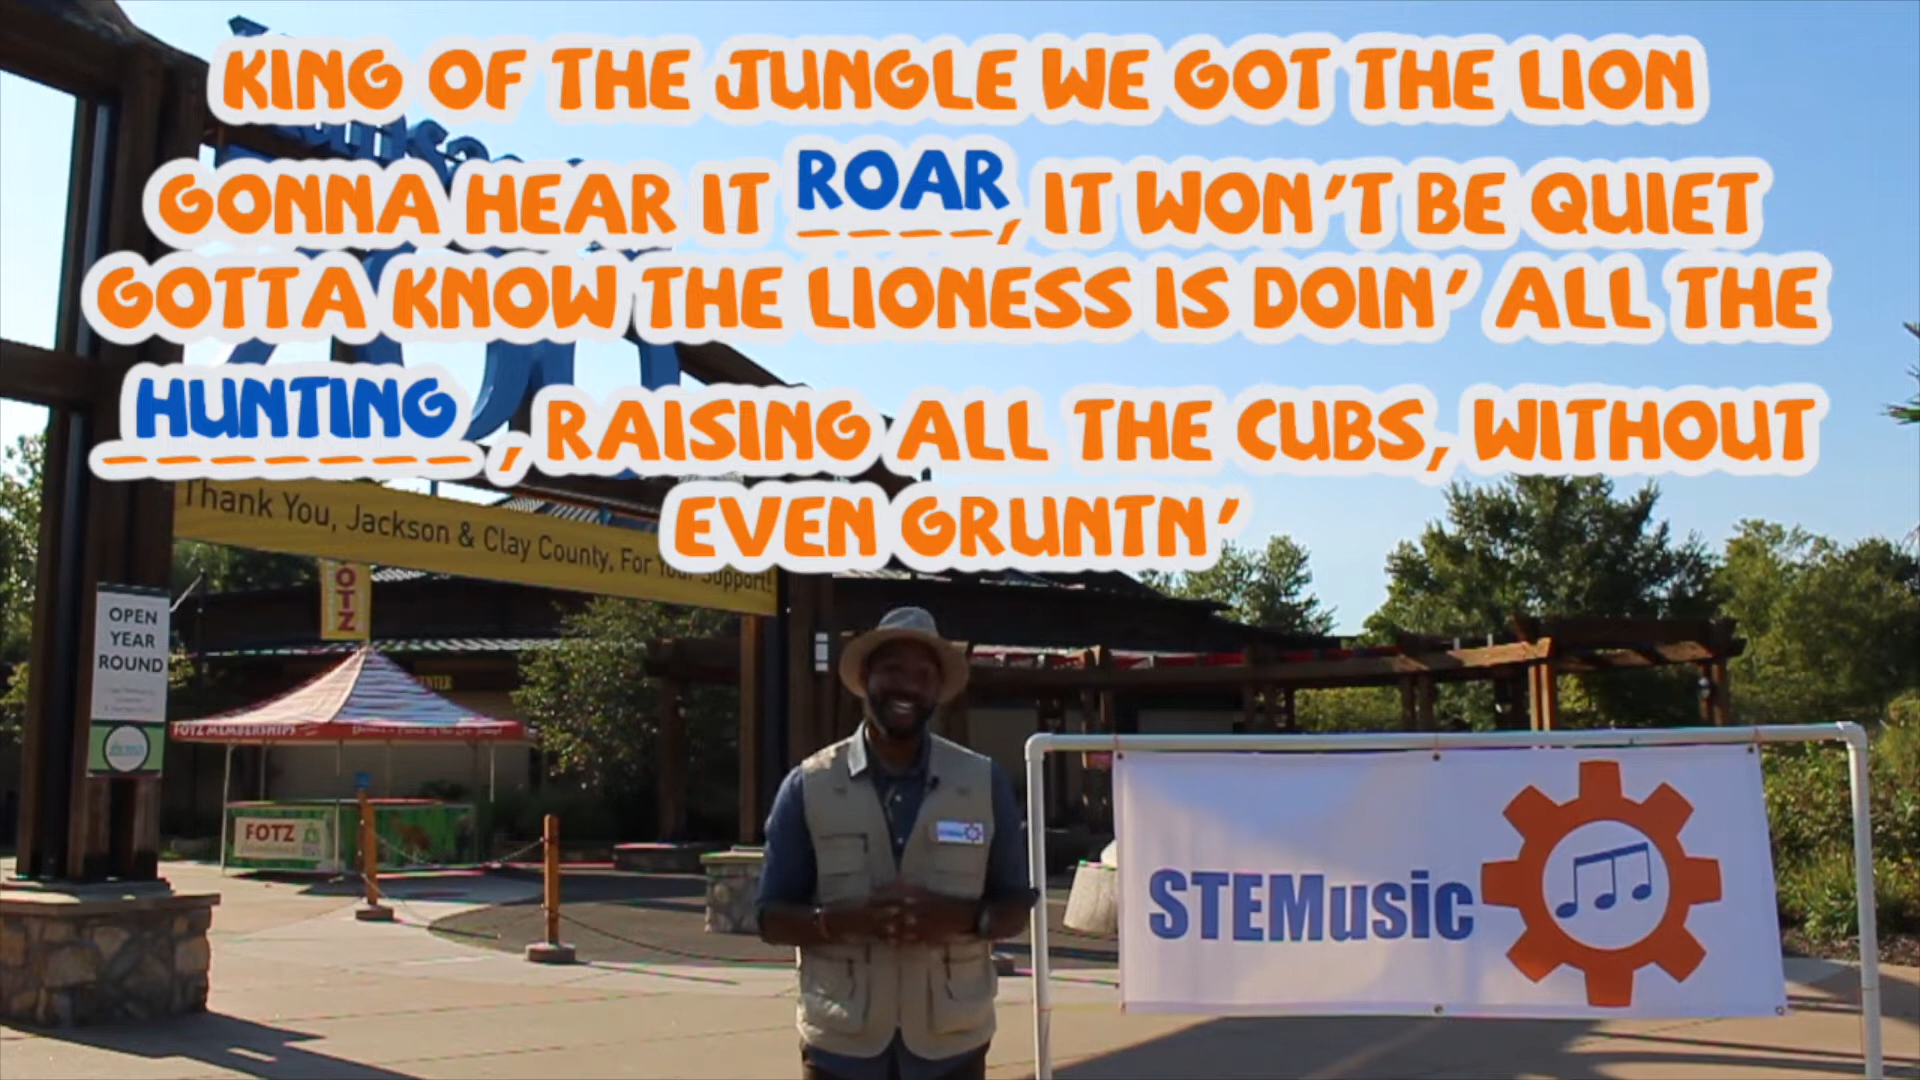 KING OF THE JUNGLE WE GOT THE LION
GONNA HEAR IT ROAR, IT WON'T BE QUIET
GOTTA KNOW THE LIONESS IS DOIN' ALL THE
HUNTING, RAISING ALL THE CUBS, WITHOUT
EVEN GRUNTN'
Thank You, Jackson & Clay County, For Your Support!
OPEN
YEAR
ROUND
FOTZ
FOTZ MEMBERSHIPS
FOTZ
STEMusic